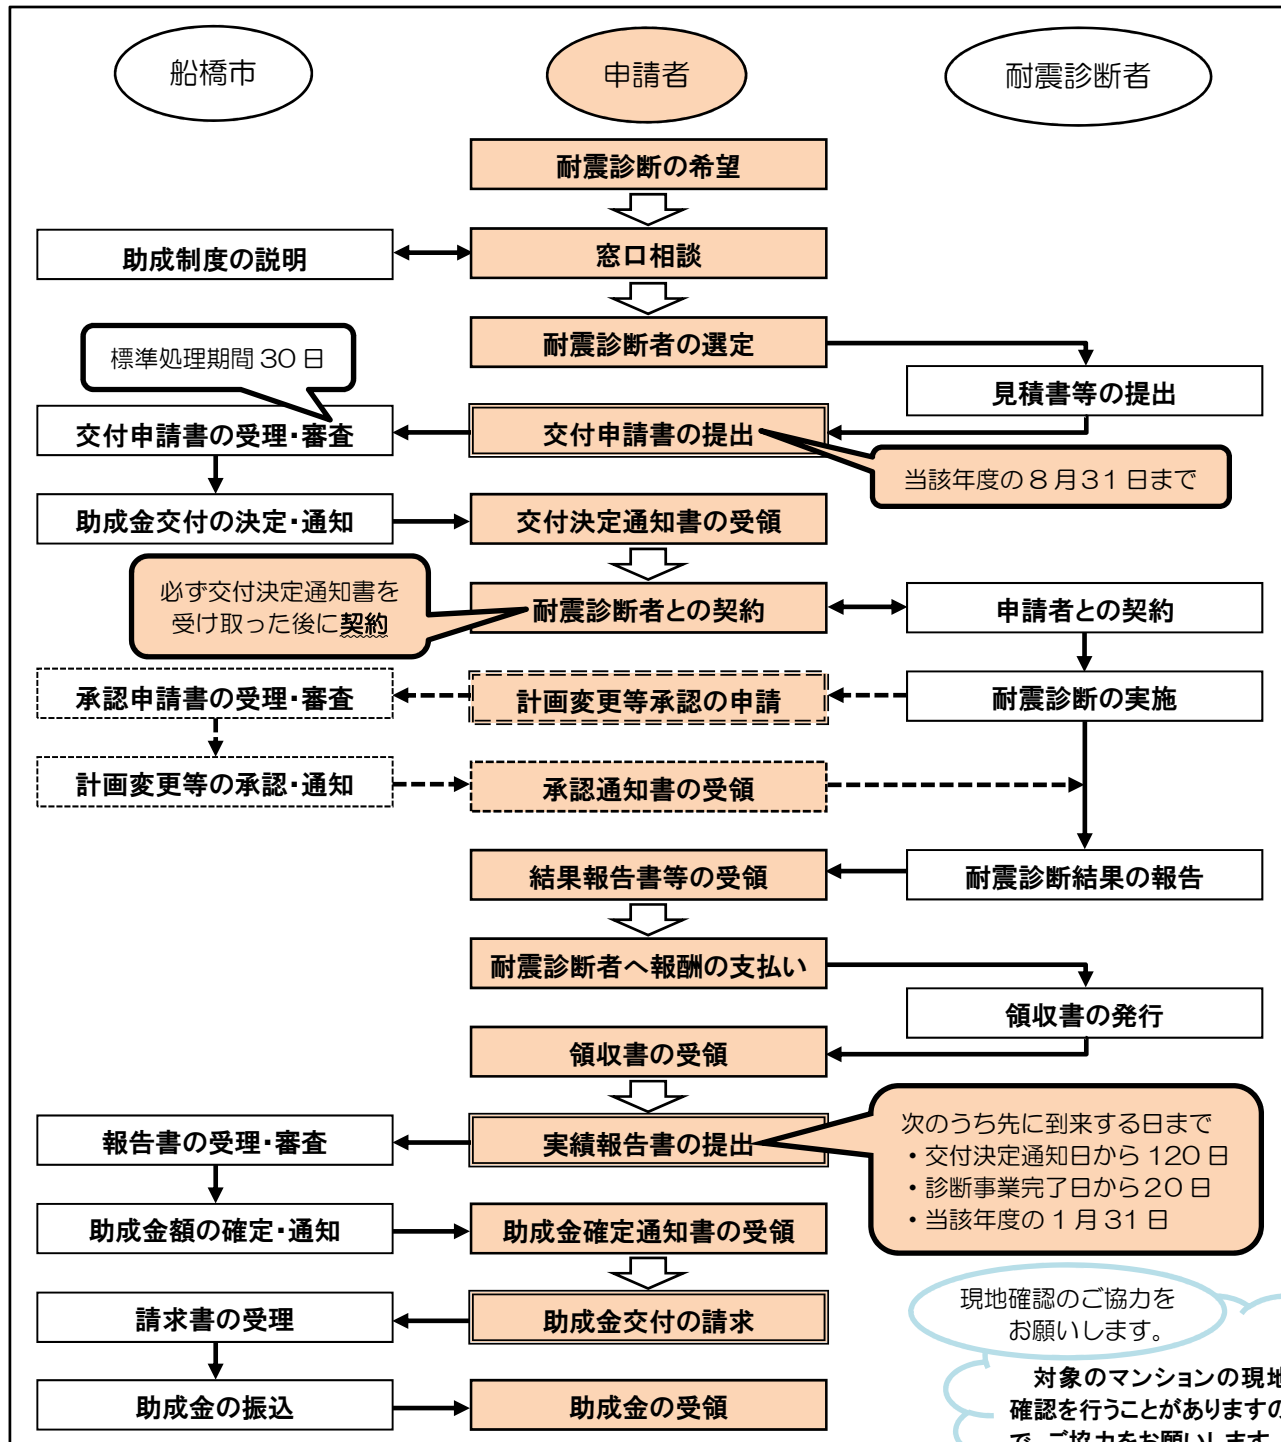 船橋市
申請者
耐震診断者
耐震診断の希望
助成制度の説明
窓口相談
耐震診断者の選定
標準処理期間30日
見積書等の提出
交付申請書の受理・審査
交付申請書の提出
当該年度の8月31日まで
助成金交付の決定・通知
交付決定通知書の受領
必ず交付決定通知書を
受け取った後に契約
耐震診断者との契約
申請者との契約
承認申請書の受理・審査
計画変更等承認の申請
耐震診断の実施
計画変更等の承認・通知
承認通知書の受領
結果報告書等の受領
耐震診断結果の報告
耐震診断者へ報酬の支払い
領収書の発行
領収書の受領
報告書の受理・審査
実績報告書の提出
次のうち先に到来する日まで
・交付決定通知日から120日
・診断事業完了日から20日
・当該年度の1月31日
助成金額の確定・通知
助成金確定通知書の受領
請求書の受理
助成金交付の請求
現地確認のご協力を
お願いします。
助成金の振込
助成金の受領
対象のマンションの現地
確認を行うことがありますの
で、ご協力をお願いします